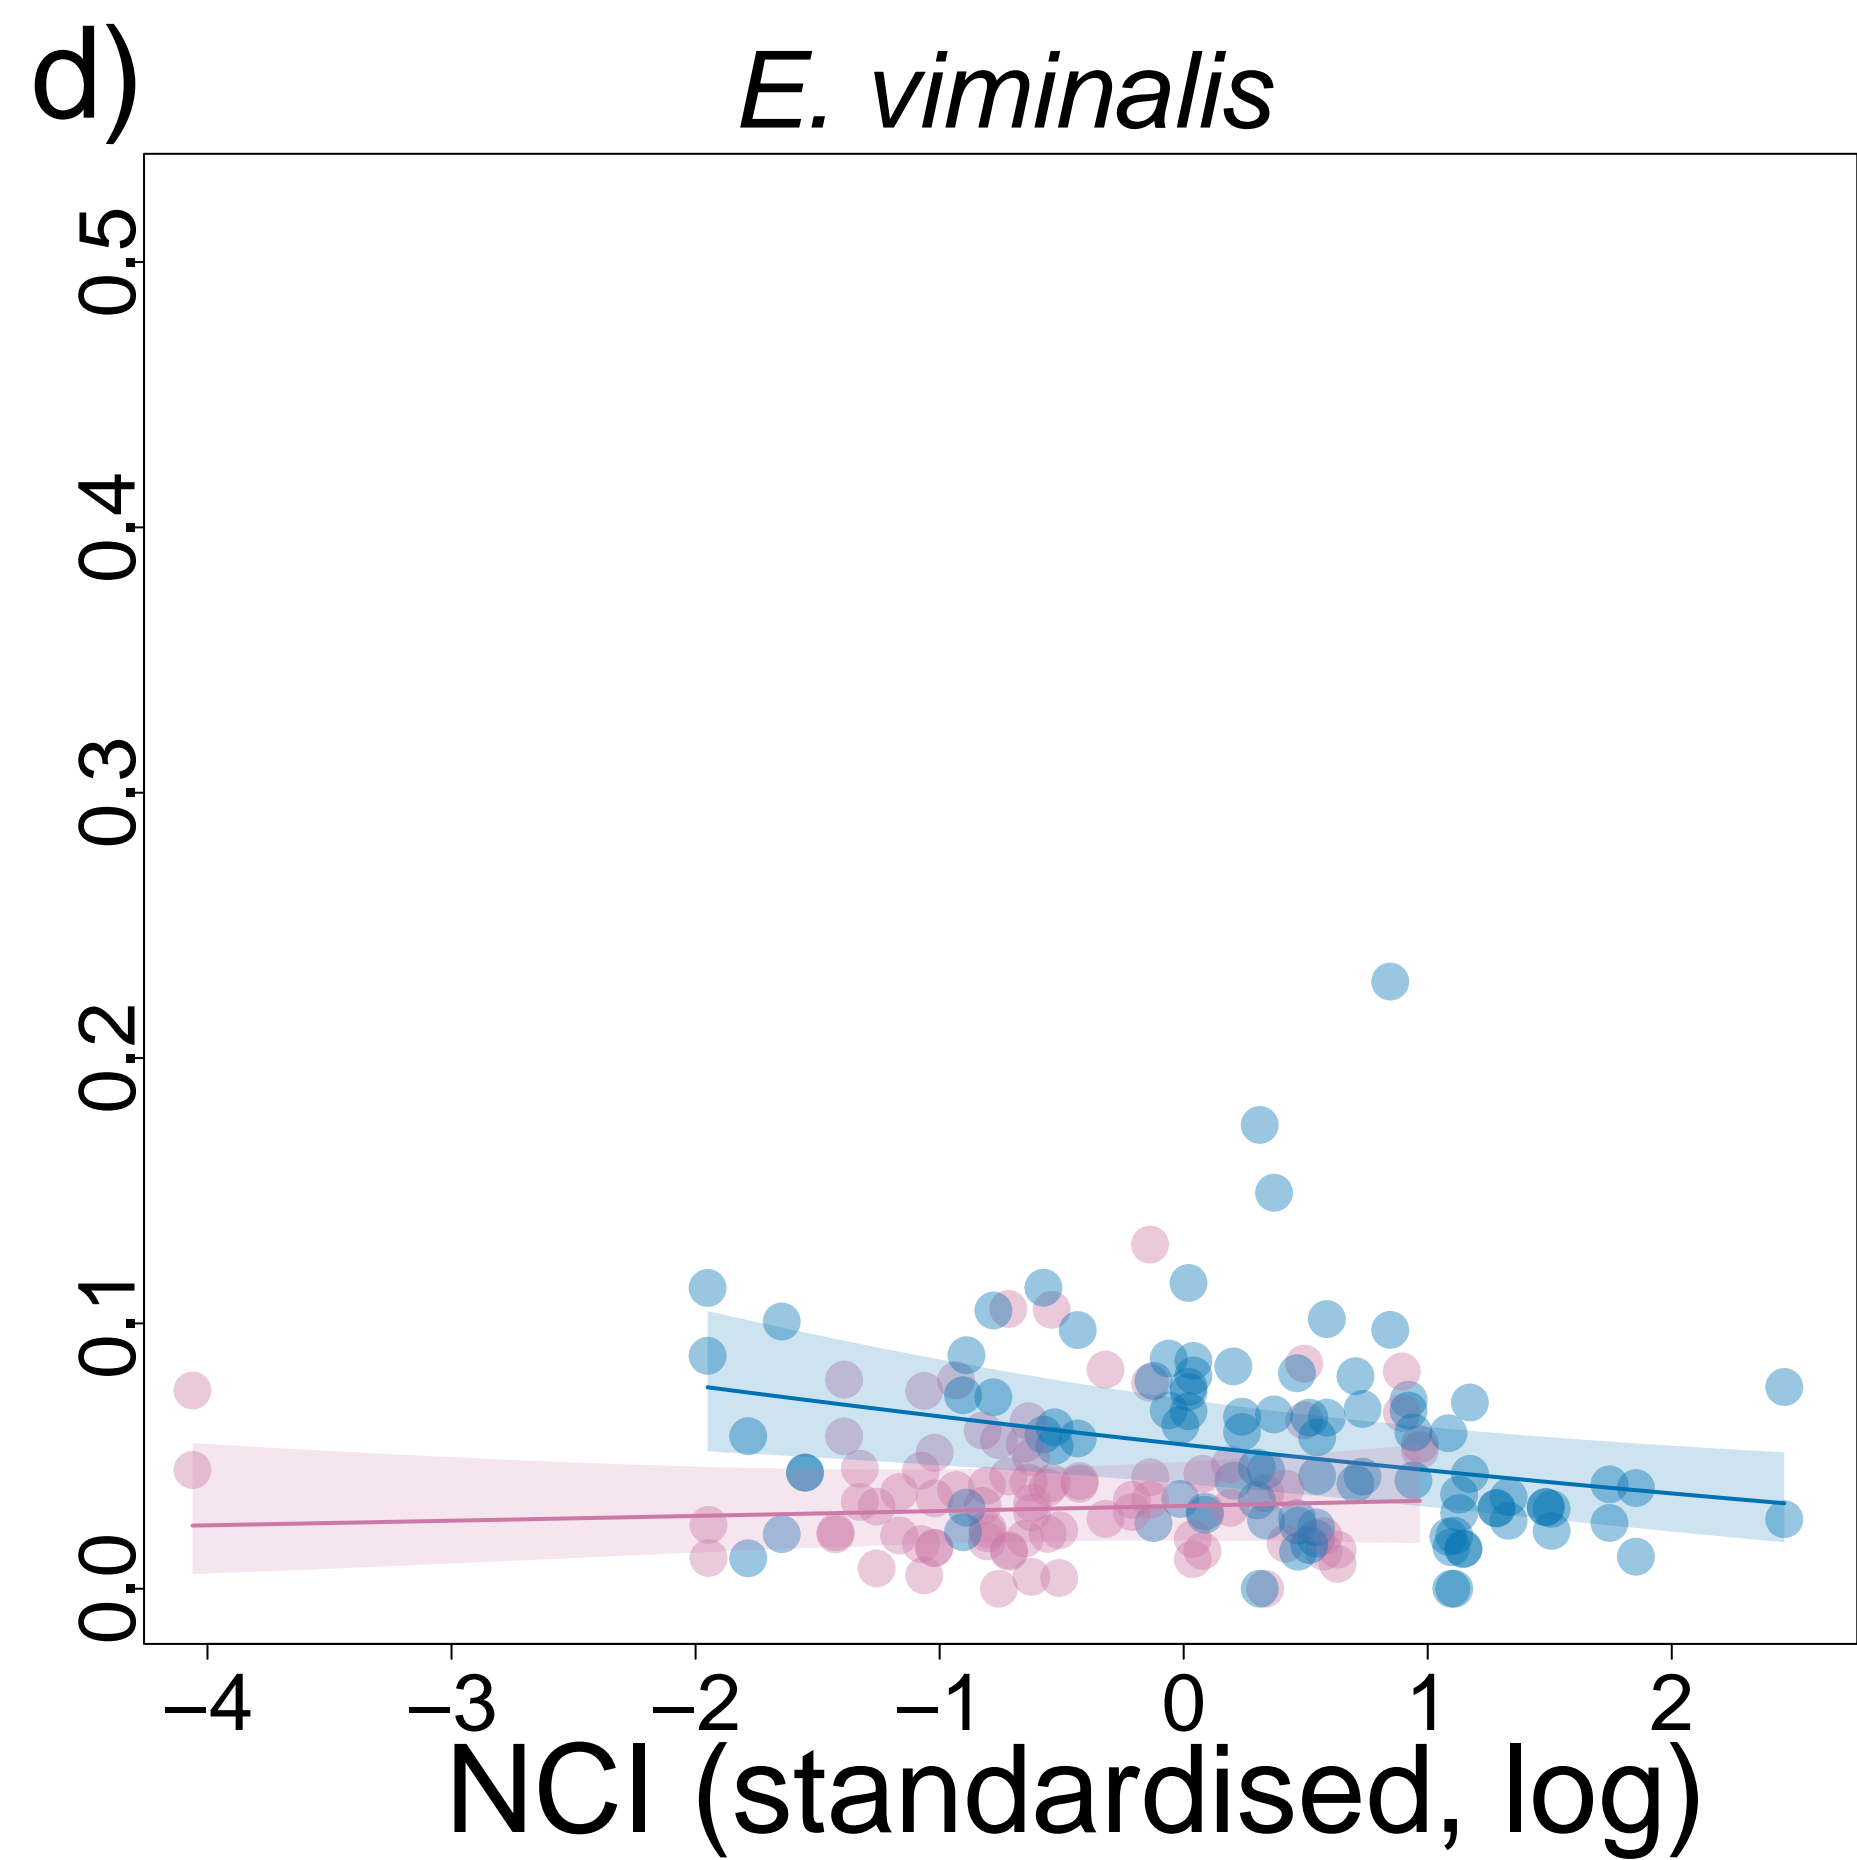 d)
E. viminalis
0.5
0.4
0.3
0.2
0.1
0.0
–4 –3 –2 –1 0 1 2
NCI (standardised, log)